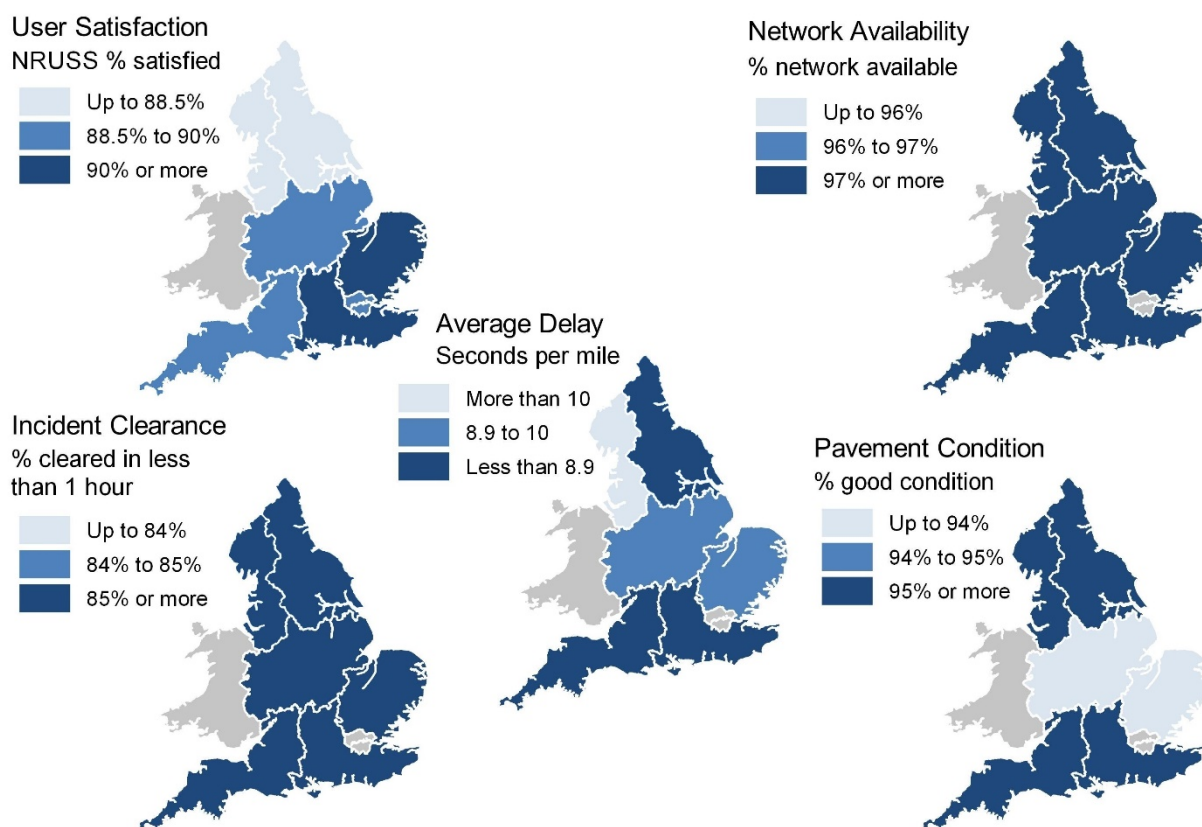 User Satisfaction
NRUSS % satisfied
Up to 88.5%
88.5% to 90%
90% or more
Network Availability
% network available
Up to 96%
96% to 97%
97% or more
Average Delay
Seconds per mile
More than 10
8.9 to 10
Less than 8.9
Incident Clearance
% cleared in less
than 1 hour
Up to 84%
84% to 85%
85% or more
Pavement Condition
% good condition
Up to 94%
94% to 95%
95% or more